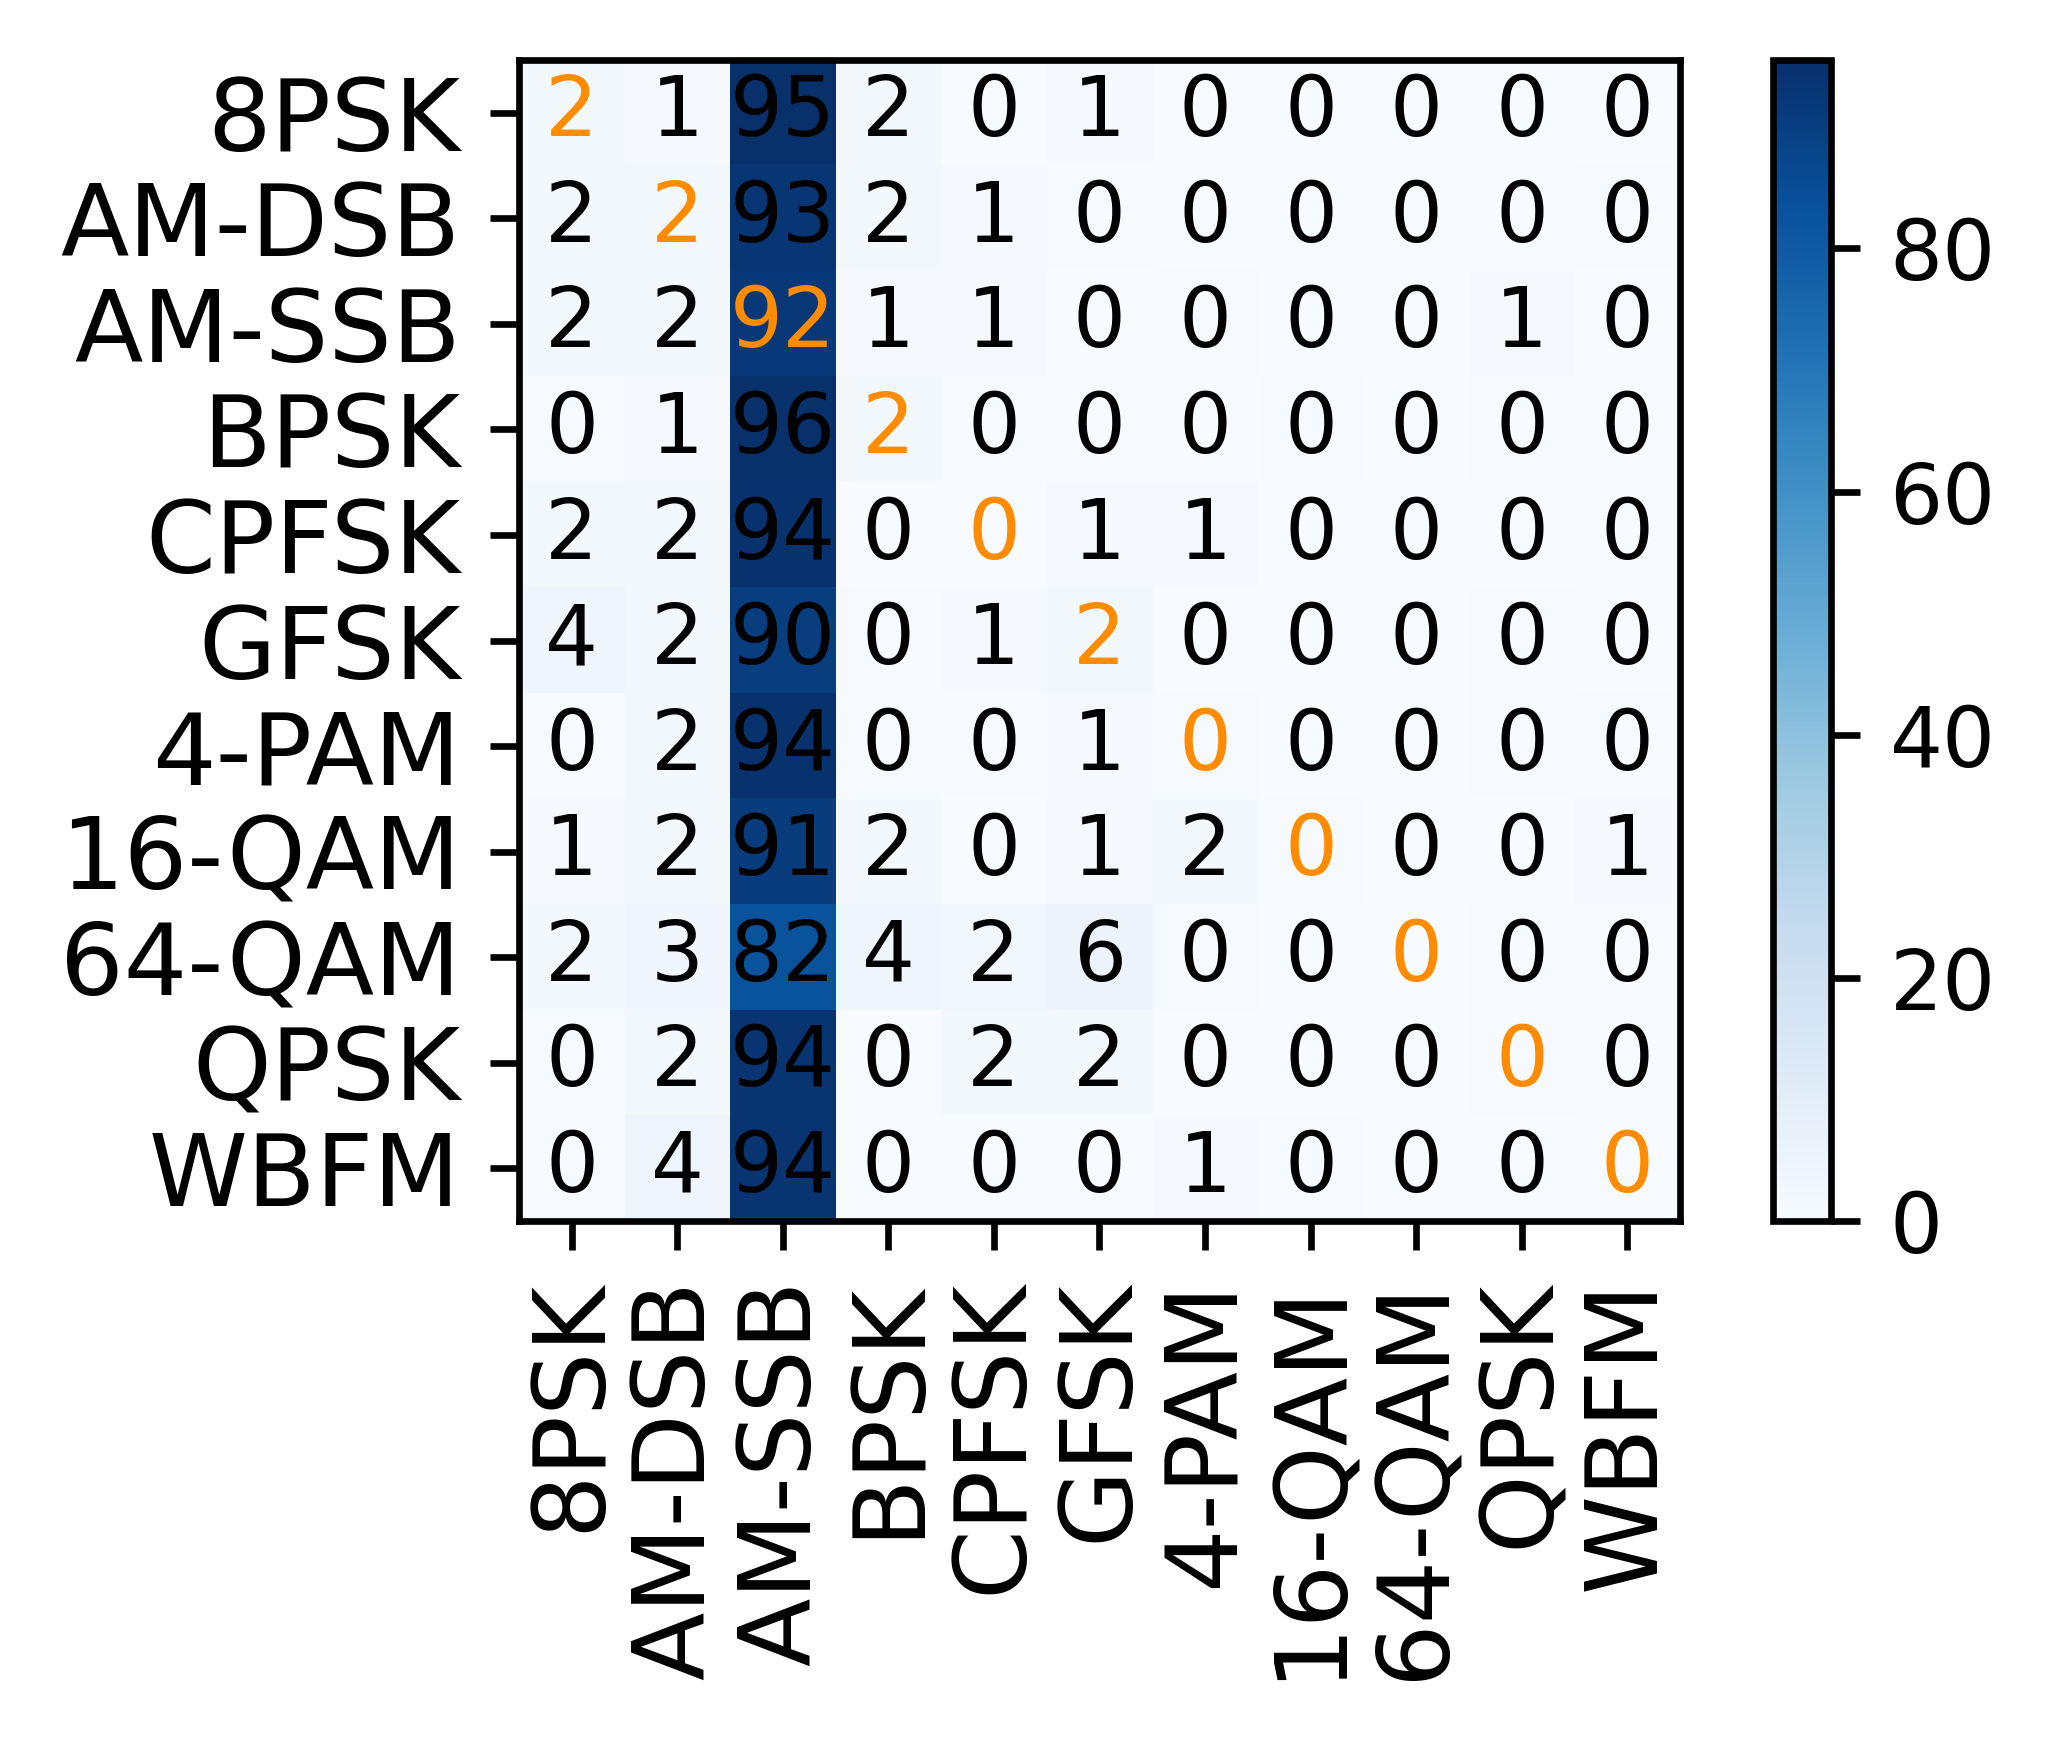 8PSK 2 1 95 2 0 1 0 0 0 0 0
AM-DSB 2 2 93 2 1 0 0 0 0 0 0
AM-SSB 2 2 92 1 1 0 0 0 0 1 0
BPSK 0 1 96 2 0 0 0 0 0 0 0
CPFSK 2 2 94 0 0 1 1 0 0 0 0
GFSK 4 2 90 0 1 2 0 0 0 0 0
4-PAM 0 2 94 0 0 1 0 0 0 0 0
16-QAM 1 2 91 2 0 1 2 0 0 0 1
64-QAM 2 3 82 4 2 6 0 0 0 0 0
QPSK 0 2 94 0 2 2 0 0 0 0 0
WBFM 0 4 94 0 0 0 1 0 0 0 0
8PSK
AM-DSB
AM-SSB
BPSK
CPFSK
GFSK
4-PAM
16-QAM
64-QAM
QPSK
WBFM
80
60
40
20
0